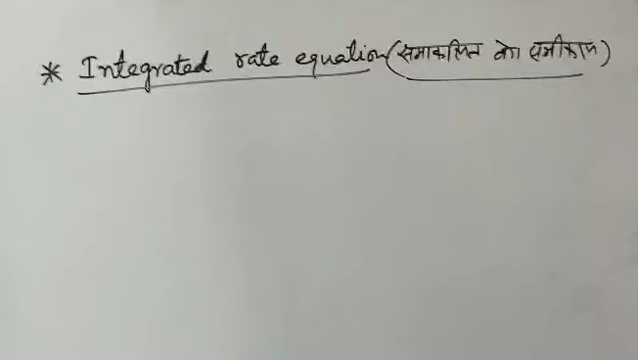 * Integrated rate equation (समाकलित वेग समीकरण)